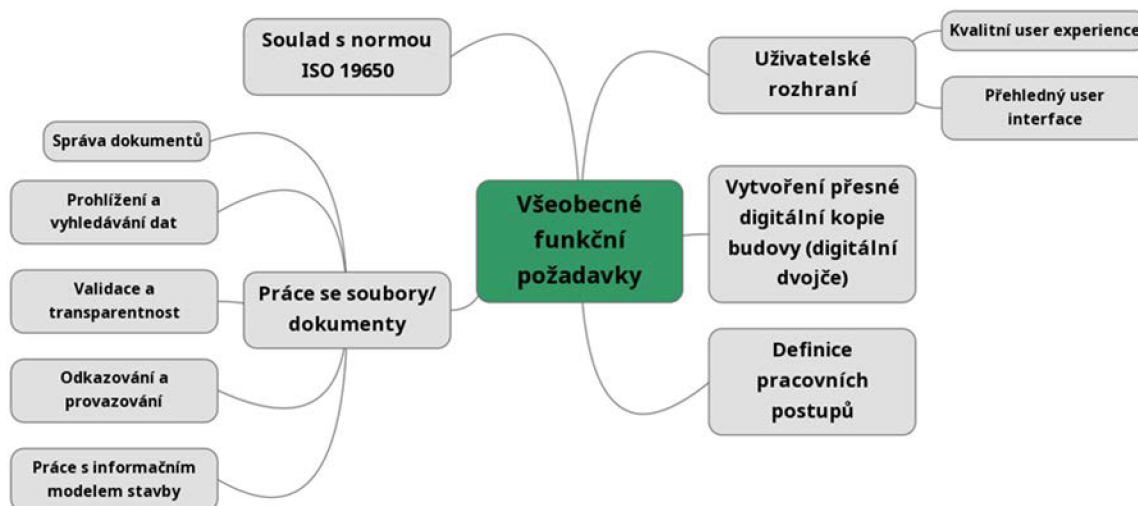 Soulad s normou
ISO 19650
Správa dokumentů
Prohlížení a
vyhledávání dat
Validace a
transparentnost
Odkazování a
provazování
Práce s informačním
modelem stavby
Práce se soubory/
dokumenty
Všeobecné
funkční
požadavky
Uživatelské
rozhraní
Kvalitní user experience
Přehledný user
interface
Vytvoření přesné
digitální kopie
budovy (digitální
dvojče)
Definice
pracovních
postupů